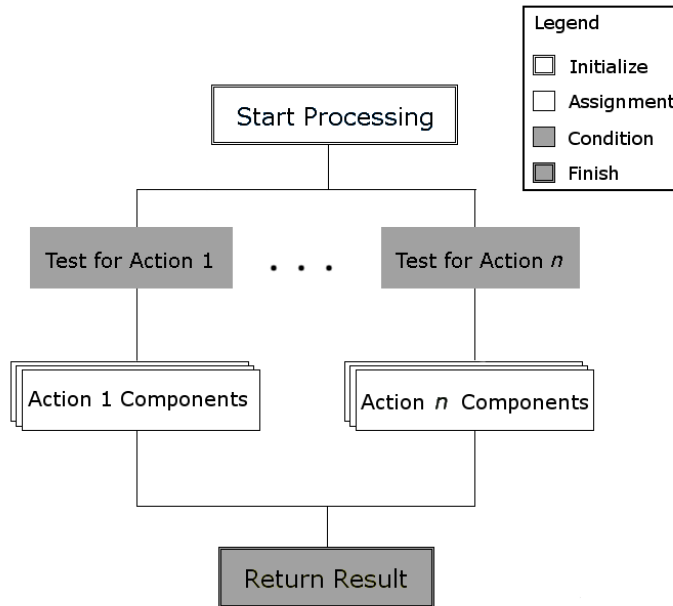 Legend
Initialize
Assignment
Condition
Finish
Start Processing
Test for Action 1 . . . Test for Action n
Action 1 Components Action n Components
Return Result